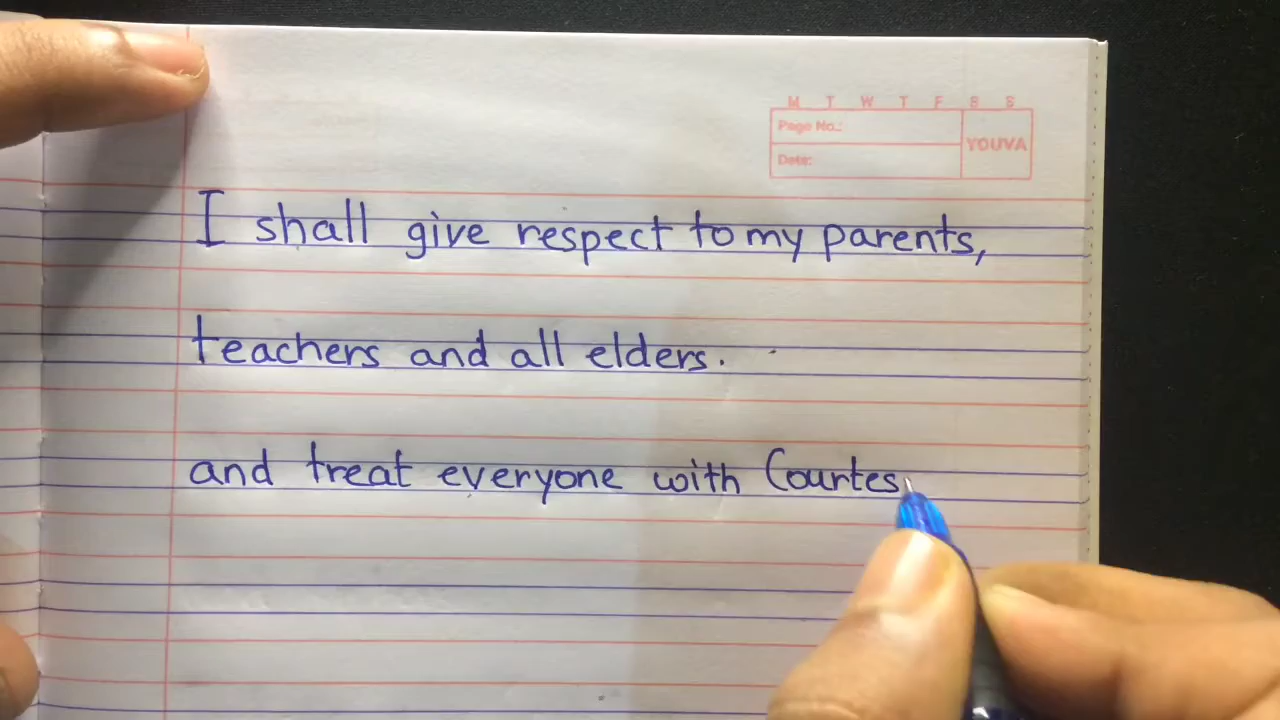 M T W T F S S
Page No.:
YOUVA
Date:
I shall give respect to my parents,
teachers and all elders.
and treat everyone with Courtes